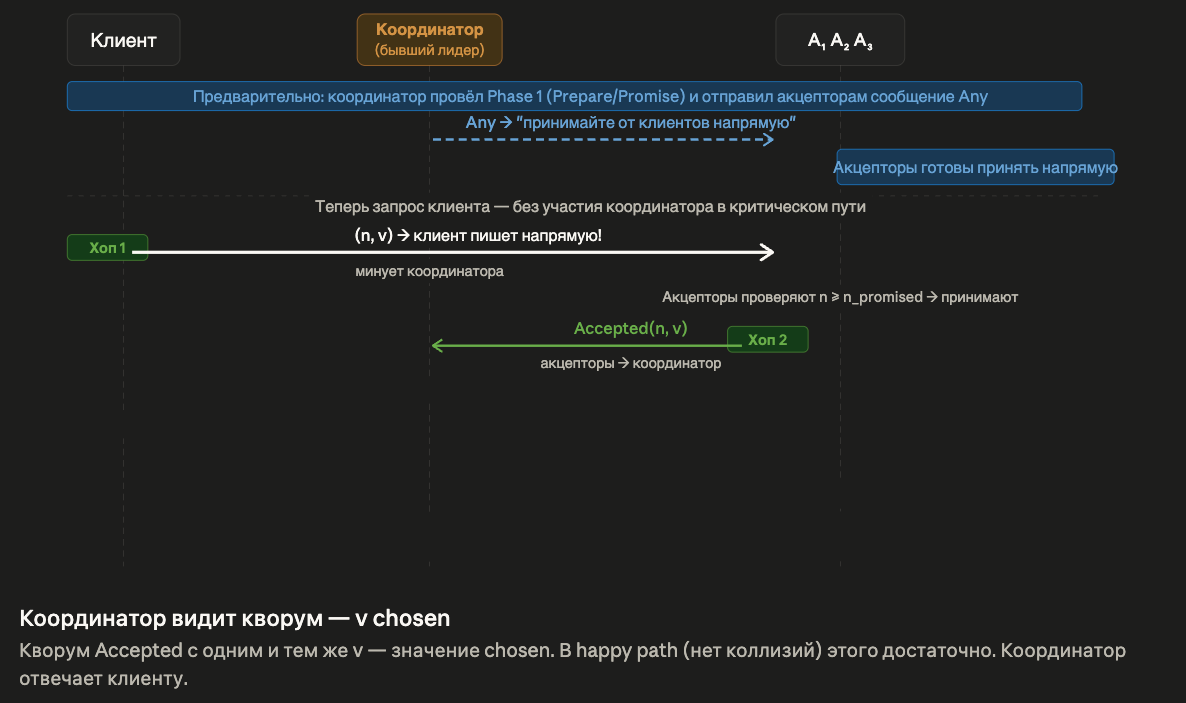 Клиент
Координатор
(бывший лидер)
A₁ A₂ A₃
Предварительно: координатор провёл Phase 1 (Prepare/Promise) и отправил акцепторам сообщение Any
Any → "принимайте от клиентов напрямую"
Акцепторы готовы принять напрямую
Теперь запрос клиента — без участия координатора в критическом пути
(n, v) → клиент пишет напрямую!
Хоп 1
минует координатора
Акцепторы проверяют n ≥ n_promised → принимают
Accepted(n, v)
Хоп 2
акцепторы → координатор
Координатор видит кворум — v chosen
Кворум Accepted с одним и тем же v — значение chosen. В happy path (нет коллизий) этого достаточно. Координатор
отвечает клиенту.